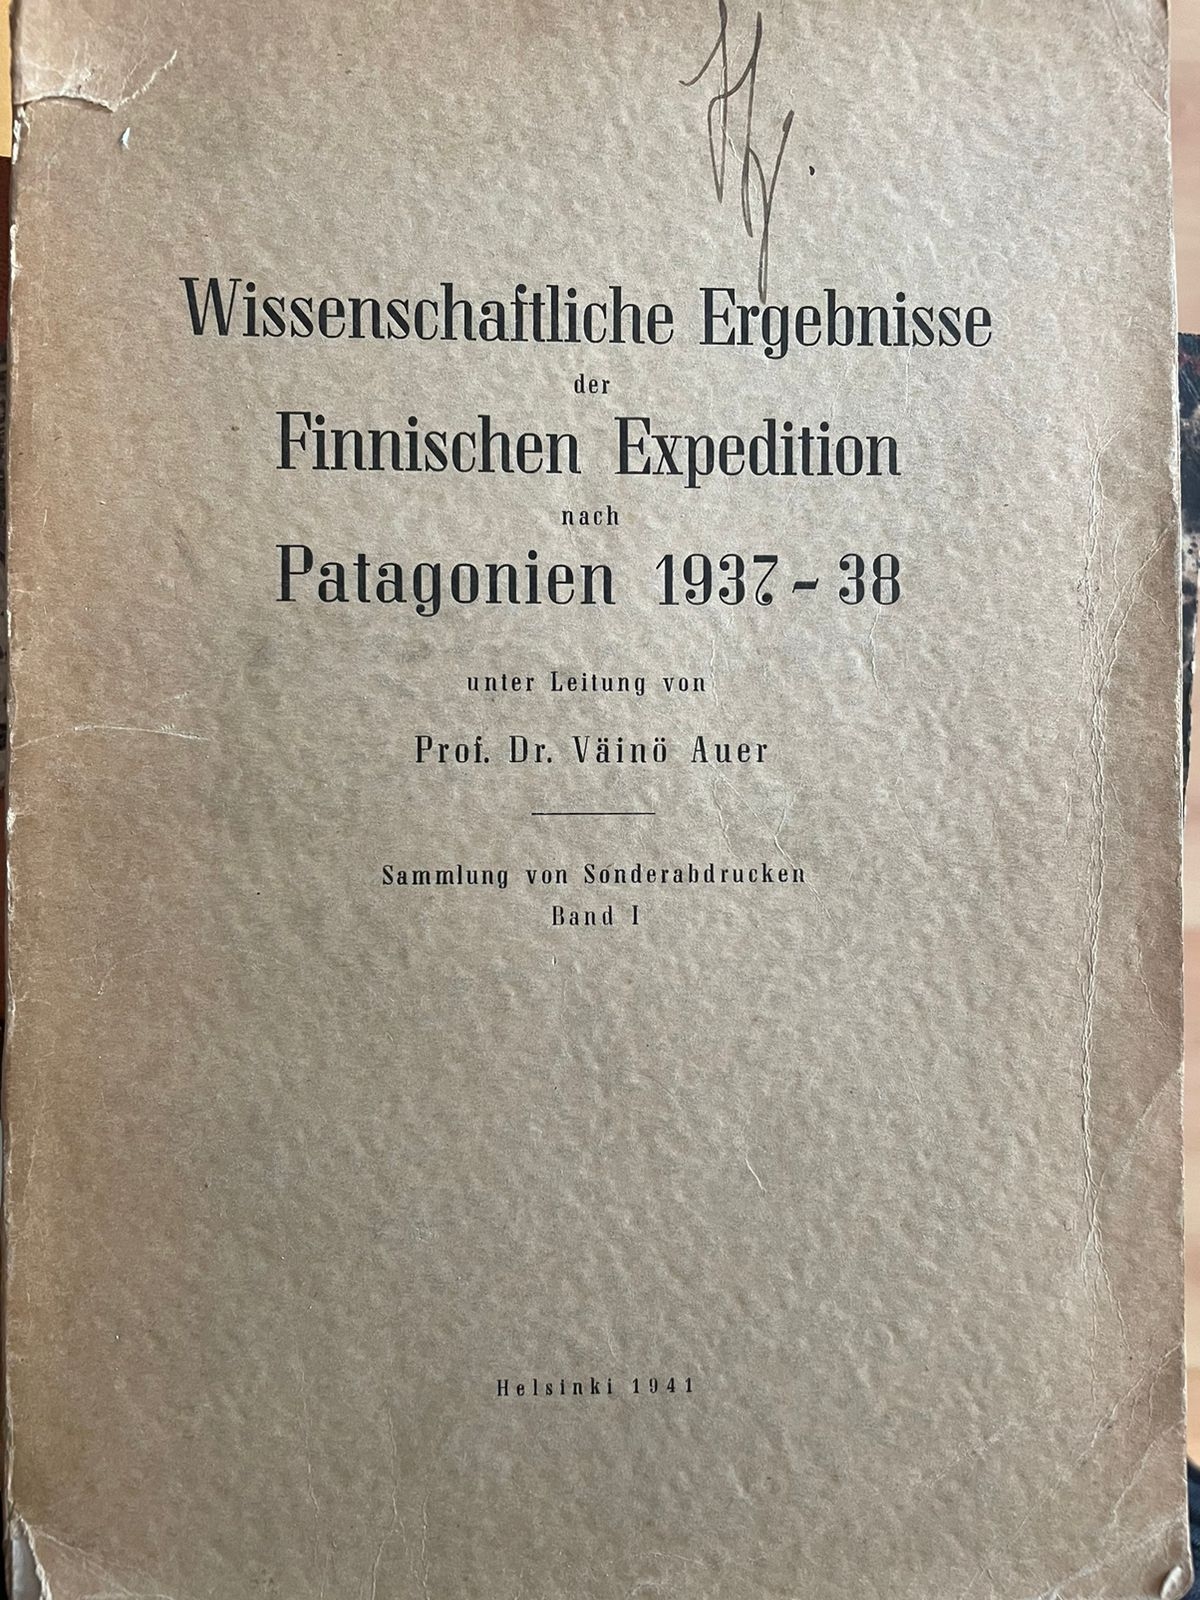 Wissenschaftliche Ergebnisse
der
Finnischen Expedition
nach
Patagonien 1937-38
unter Leitung von
Prof. Dr. Väinö Auer
Sammlung von Sonderabdrucken
Band I
Helsinki 1941